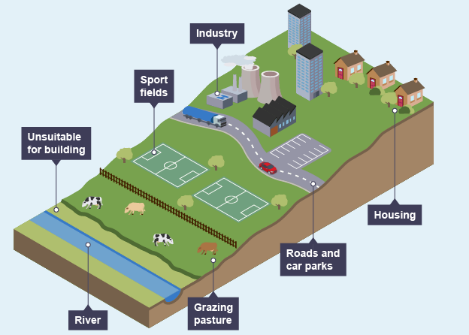 Industry
Sport
fields
Unsuitable
for building
Housing
Roads and
car parks
Grazing
pasture
River